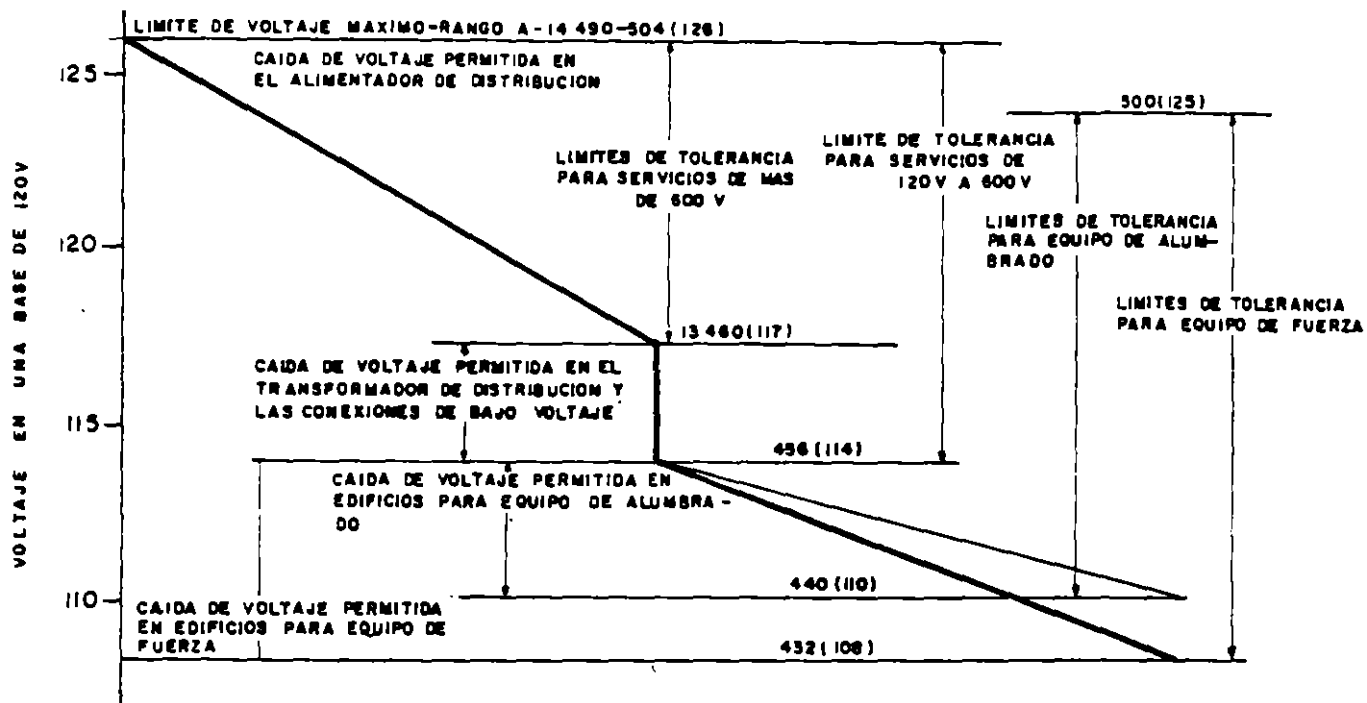 LIMITE DE VOLTAJE MAXIMO-RANGO A-14 490-504(126)
CAIDA DE VOLTAJE PERMITIDA EN
EL ALIMENTADOR DE DISTRIBUCION
125
500(125)
LIMITES DE TOLERANCIA
PARA SERVICIOS DE MAS
DE 600 V
LIMITE DE TOLERANCIA
PARA SERVICIOS DE
120V A 600V
LIMITES DE TOLERANCIA
PARA EQUIPO DE ALUM-
BRADO
LIMITES DE TOLERANCIA
PARA EQUIPO DE FUERZA
VOLTAJE EN UNA BASE DE 120V
120
13 460(117)
CAIDA DE VOLTAJE PERMITIDA EN EL
TRANSFORMADOR DE DISTRIBUCION Y
LAS CONEXIONES DE BAJO VOLTAJE
115
456(114)
CAIDA DE VOLTAJE PERMITIDA EN
EDIFICIOS PARA EQUIPO DE ALUMBRA-
DO
110
440(110)
CAIDA DE VOLTAJE PERMITIDA
EN EDIFICIOS PARA EQUIPO DE
FUERZA
432(108)